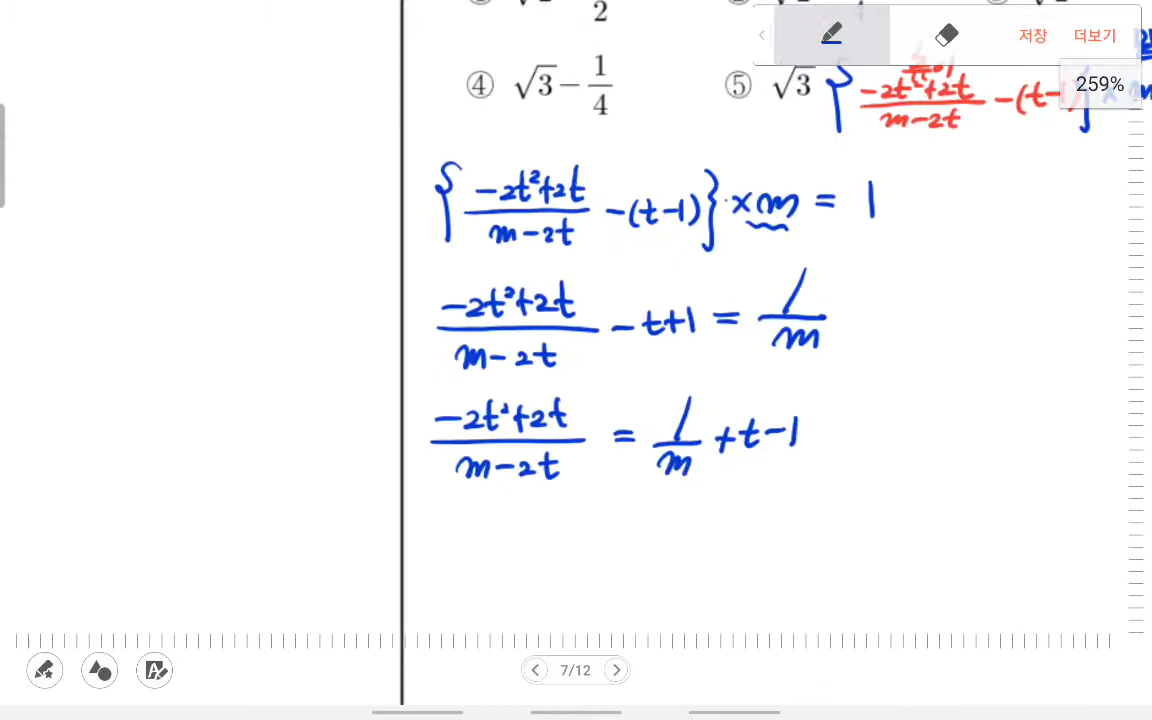 2
저장 더보기
④ √3 − 1/4 ⑤ √3
259%
{ (-2t²+2t)/(m-2t) -(t-1) } × m = 1
(-2t²+2t)/(m-2t) - t+1 = 1/m
(-2t²+2t)/(m-2t) = 1/m + t-1
7/12